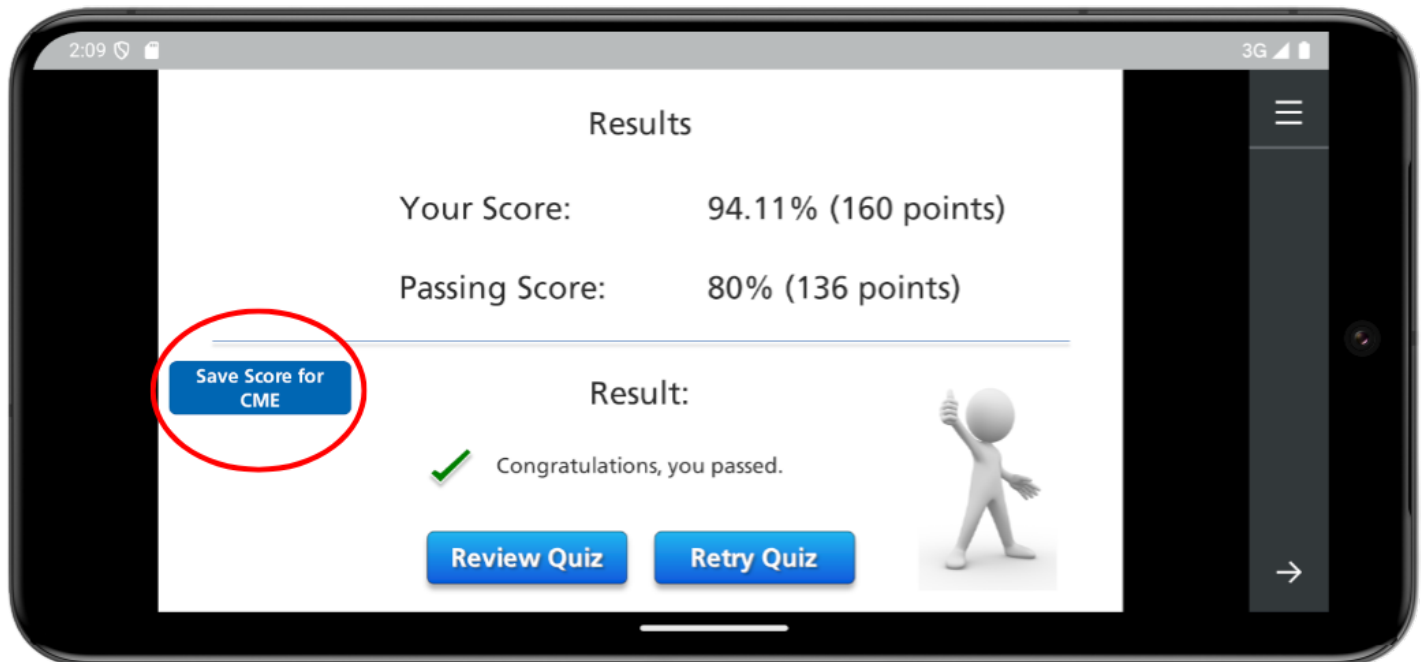 2:09
3G
Results
Your Score: 94.11% (160 points)
Passing Score: 80% (136 points)
Save Score for
CME
Result:
Congratulations, you passed.
Review Quiz
Retry Quiz